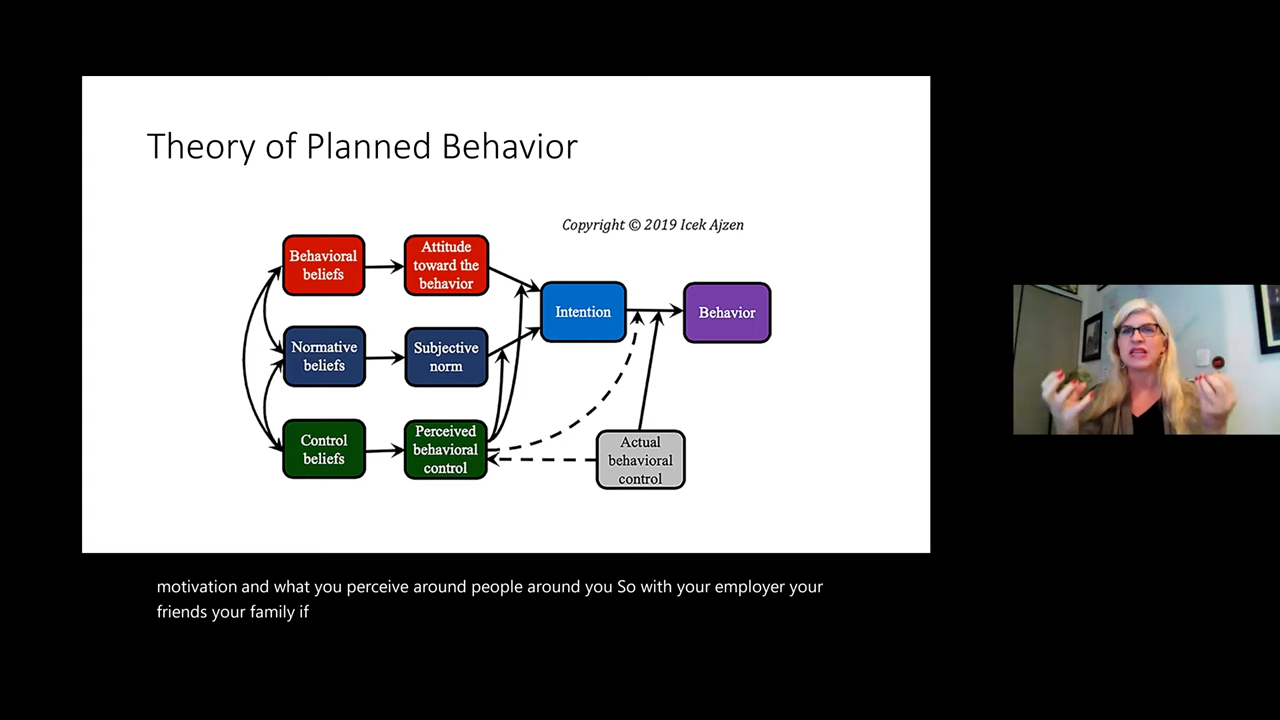 Theory of Planned Behavior
Copyright © 2019 Icek Ajzen
Behavioral
beliefs
Attitude
toward the
behavior
Intention
Behavior
Normative
beliefs
Subjective
norm
Control
beliefs
Perceived
behavioral
control
Actual
behavioral
control
motivation and what you perceive around people around you So with your employer your
friends your family if